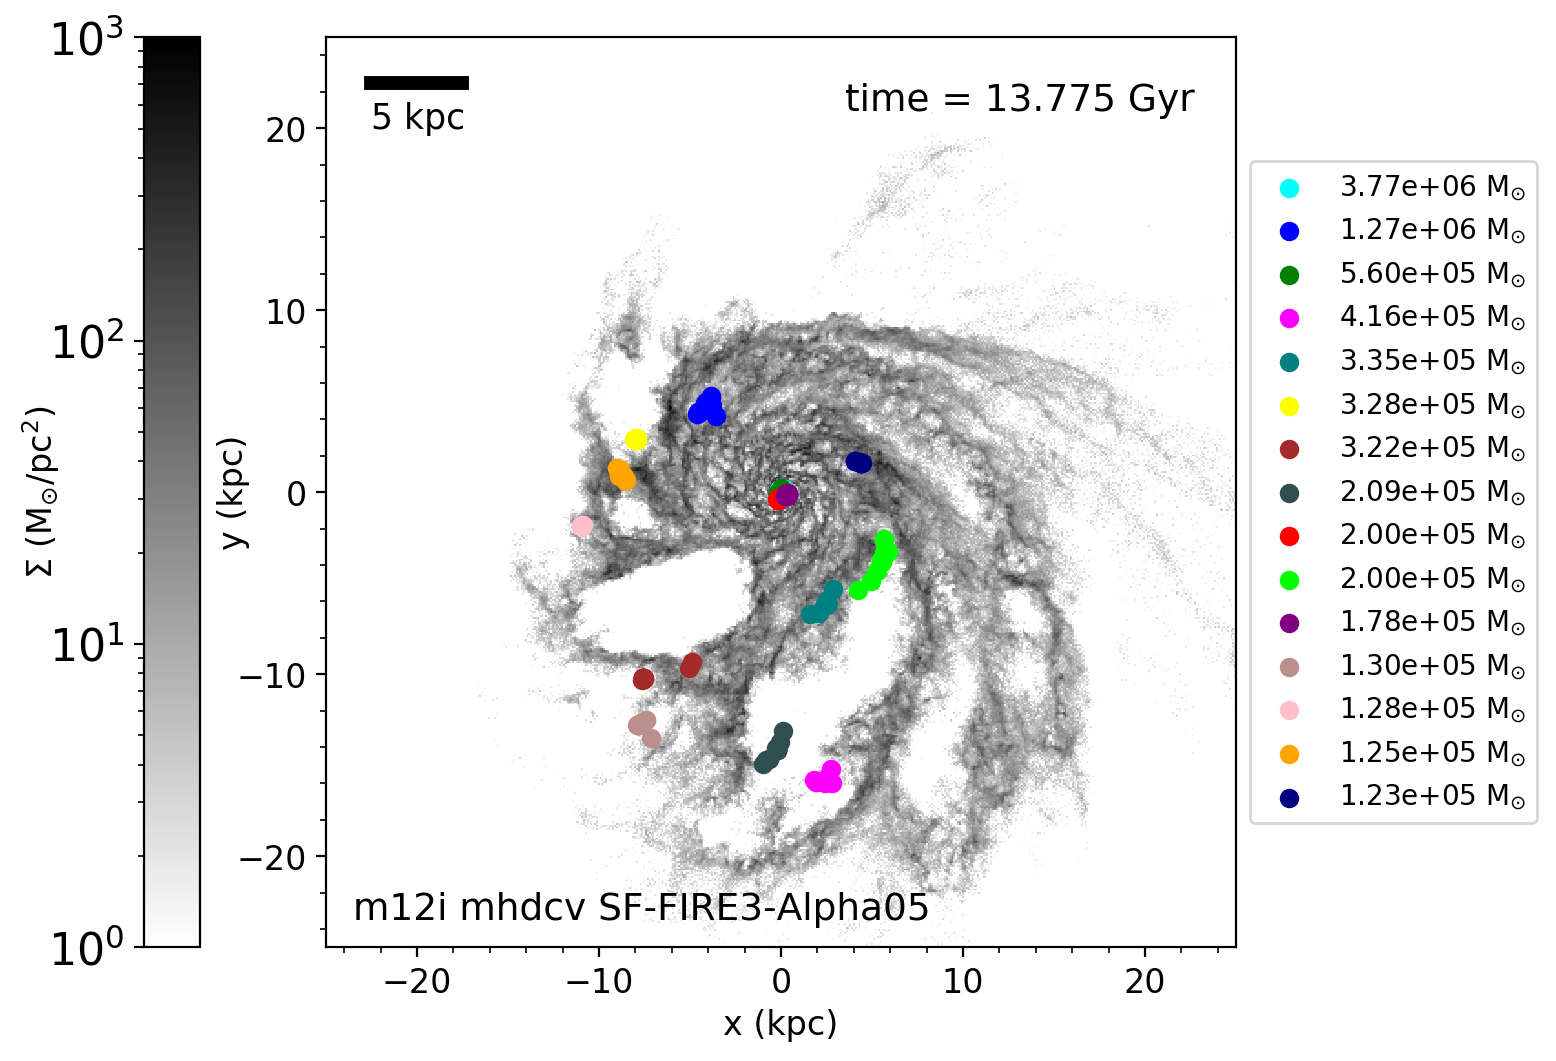 10³
10²
10¹
10⁰
Σ (M⊙/pc²)
5 kpc
time = 13.775 Gyr
m12i mhdcv SF-FIRE3-Alpha05
20
10
0
−10
−20
y (kpc)
−20
−10
0
10
20
x (kpc)
3.77e+06 M⊙
1.27e+06 M⊙
5.60e+05 M⊙
4.16e+05 M⊙
3.35e+05 M⊙
3.28e+05 M⊙
3.22e+05 M⊙
2.09e+05 M⊙
2.00e+05 M⊙
2.00e+05 M⊙
1.78e+05 M⊙
1.30e+05 M⊙
1.28e+05 M⊙
1.25e+05 M⊙
1.23e+05 M⊙